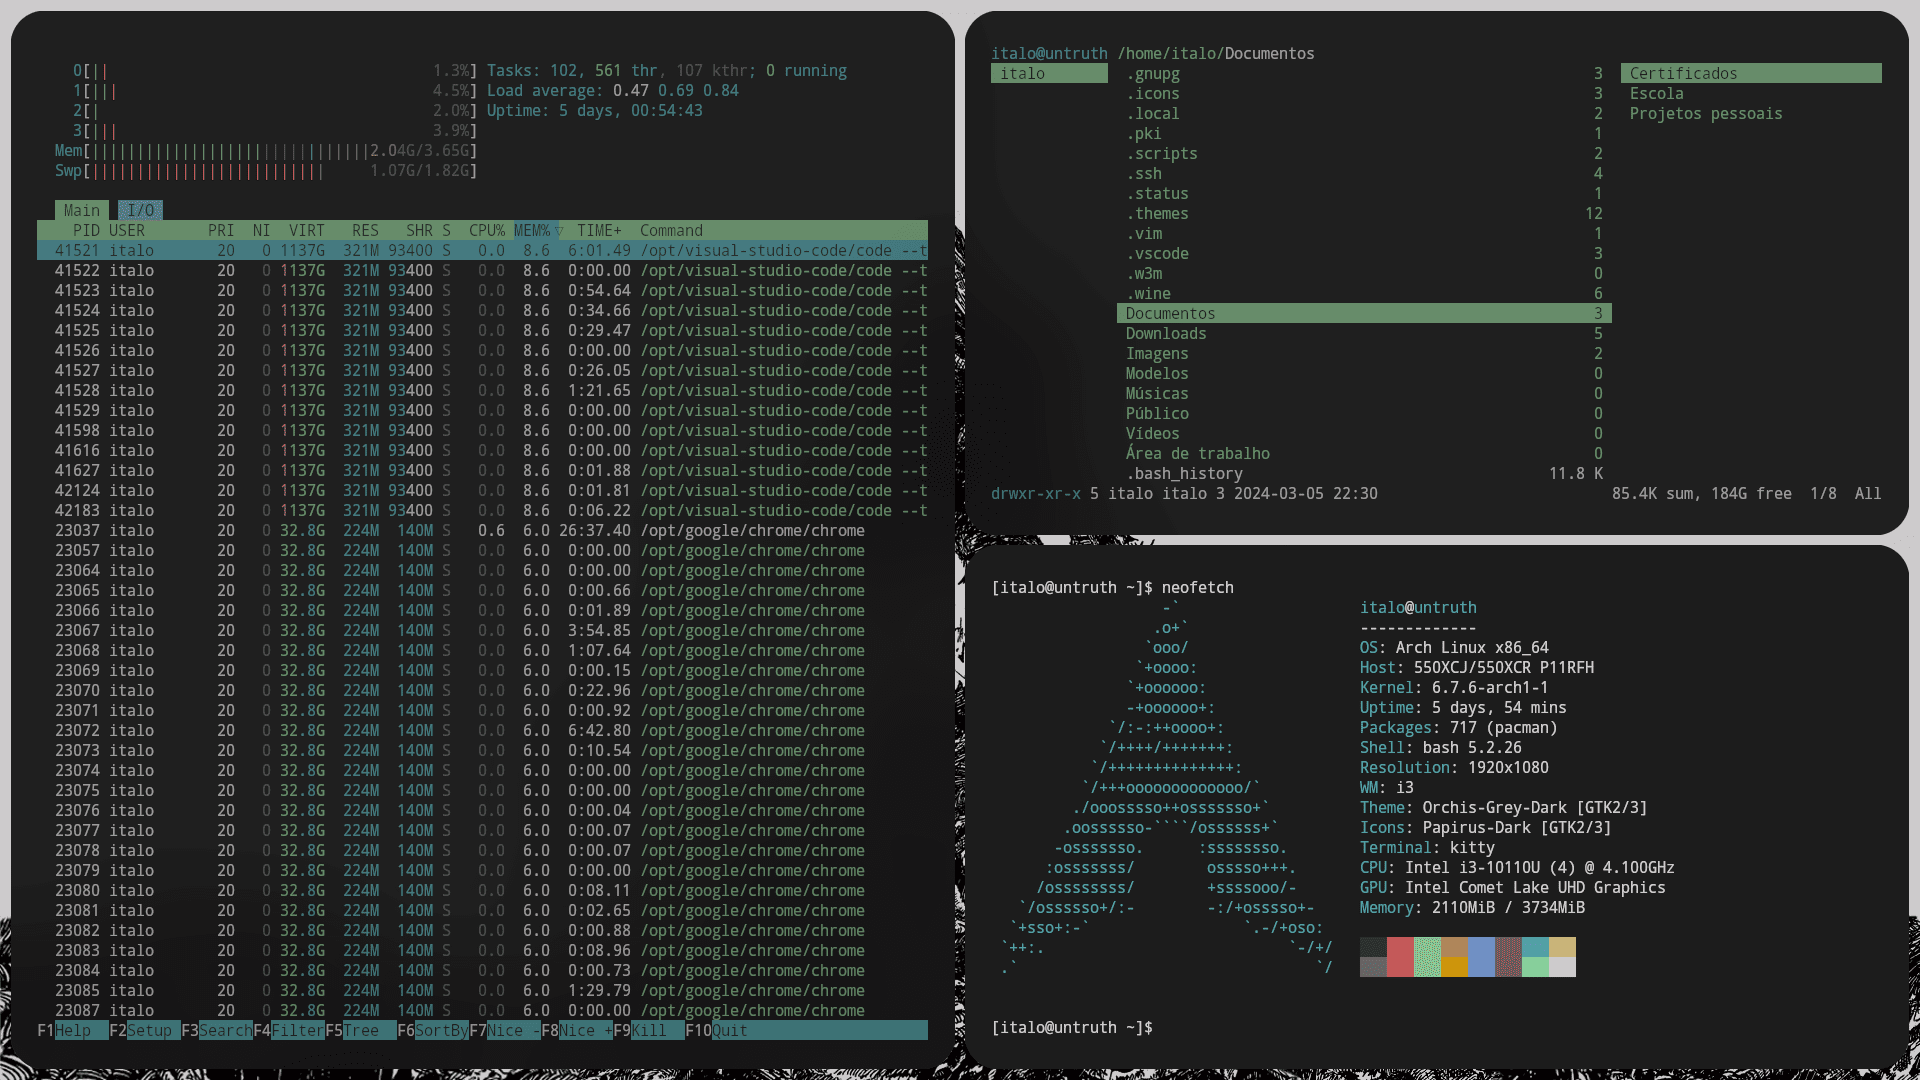 0[|| 1.3%] Tasks: 102, 561 thr, 107 kthr; 0 running
1[||| 4.5%] Load average: 0.47 0.69 0.84
2[| 2.0%] Uptime: 5 days, 00:54:43
3[||| 3.9%]
Mem[|||||||||||||||||||||||||||||||2.04G/3.65G]
Swp[|||||||||||||||||||||||||| 1.07G/1.82G]
Main I/O
PID USER PRI NI VIRT RES SHR S CPU% MEM%▽ TIME+ Command
41521 italo 20 0 1137G 321M 93400 S 0.0 8.6 6:01.49 /opt/visual-studio-code/code --t
41522 italo 20 0 1137G 321M 93400 S 0.0 8.6 0:00.00 /opt/visual-studio-code/code --t
41523 italo 20 0 1137G 321M 93400 S 0.0 8.6 0:54.64 /opt/visual-studio-code/code --t
41524 italo 20 0 1137G 321M 93400 S 0.0 8.6 0:34.66 /opt/visual-studio-code/code --t
41525 italo 20 0 1137G 321M 93400 S 0.0 8.6 0:29.47 /opt/visual-studio-code/code --t
41526 italo 20 0 1137G 321M 93400 S 0.0 8.6 0:00.00 /opt/visual-studio-code/code --t
41527 italo 20 0 1137G 321M 93400 S 0.0 8.6 0:26.05 /opt/visual-studio-code/code --t
41528 italo 20 0 1137G 321M 93400 S 0.0 8.6 1:21.65 /opt/visual-studio-code/code --t
41529 italo 20 0 1137G 321M 93400 S 0.0 8.6 0:00.00 /opt/visual-studio-code/code --t
41598 italo 20 0 1137G 321M 93400 S 0.0 8.6 0:00.00 /opt/visual-studio-code/code --t
41616 italo 20 0 1137G 321M 93400 S 0.0 8.6 0:00.00 /opt/visual-studio-code/code --t
41627 italo 20 0 1137G 321M 93400 S 0.0 8.6 0:01.88 /opt/visual-studio-code/code --t
42124 italo 20 0 1137G 321M 93400 S 0.0 8.6 0:01.81 /opt/visual-studio-code/code --t
42183 italo 20 0 1137G 321M 93400 S 0.0 8.6 0:06.22 /opt/visual-studio-code/code --t
23037 italo 20 0 32.8G 224M 140M S 0.6 6.0 26:37.40 /opt/google/chrome/chrome
23057 italo 20 0 32.8G 224M 140M S 0.0 6.0 0:00.00 /opt/google/chrome/chrome
23064 italo 20 0 32.8G 224M 140M S 0.0 6.0 0:00.00 /opt/google/chrome/chrome
23065 italo 20 0 32.8G 224M 140M S 0.0 6.0 0:00.66 /opt/google/chrome/chrome
23066 italo 20 0 32.8G 224M 140M S 0.0 6.0 0:01.89 /opt/google/chrome/chrome
23067 italo 20 0 32.8G 224M 140M S 0.0 6.0 3:54.85 /opt/google/chrome/chrome
23068 italo 20 0 32.8G 224M 140M S 0.0 6.0 1:07.64 /opt/google/chrome/chrome
23069 italo 20 0 32.8G 224M 140M S 0.0 6.0 0:00.15 /opt/google/chrome/chrome
23070 italo 20 0 32.8G 224M 140M S 0.0 6.0 0:22.96 /opt/google/chrome/chrome
23071 italo 20 0 32.8G 224M 140M S 0.0 6.0 0:00.92 /opt/google/chrome/chrome
23072 italo 20 0 32.8G 224M 140M S 0.0 6.0 6:42.80 /opt/google/chrome/chrome
23073 italo 20 0 32.8G 224M 140M S 0.0 6.0 0:10.54 /opt/google/chrome/chrome
23074 italo 20 0 32.8G 224M 140M S 0.0 6.0 0:00.00 /opt/google/chrome/chrome
23075 italo 20 0 32.8G 224M 140M S 0.0 6.0 0:00.00 /opt/google/chrome/chrome
23076 italo 20 0 32.8G 224M 140M S 0.0 6.0 0:00.04 /opt/google/chrome/chrome
23077 italo 20 0 32.8G 224M 140M S 0.0 6.0 0:00.07 /opt/google/chrome/chrome
23078 italo 20 0 32.8G 224M 140M S 0.0 6.0 0:00.07 /opt/google/chrome/chrome
23079 italo 20 0 32.8G 224M 140M S 0.0 6.0 0:00.00 /opt/google/chrome/chrome
23080 italo 20 0 32.8G 224M 140M S 0.0 6.0 0:08.11 /opt/google/chrome/chrome
23081 italo 20 0 32.8G 224M 140M S 0.0 6.0 0:02.65 /opt/google/chrome/chrome
23082 italo 20 0 32.8G 224M 140M S 0.0 6.0 0:00.88 /opt/google/chrome/chrome
23083 italo 20 0 32.8G 224M 140M S 0.0 6.0 0:08.96 /opt/google/chrome/chrome
23084 italo 20 0 32.8G 224M 140M S 0.0 6.0 0:00.73 /opt/google/chrome/chrome
23085 italo 20 0 32.8G 224M 140M S 0.0 6.0 1:29.79 /opt/google/chrome/chrome
23087 italo 20 0 32.8G 224M 140M S 0.0 6.0 0:00.00 /opt/google/chrome/chrome
F1Help F2Setup F3SearchF4FilterF5Tree F6SortByF7Nice -F8Nice +F9Kill F10Quit
italo@untruth /home/italo/Documentos
italo .gnupg 3 Certificados
.icons 3 Escola
.local 2 Projetos pessoais
.pki 1
.scripts 2
.ssh 4
.status 1
.themes 12
.vim 1
.vscode 3
.w3m 0
.wine 6
Documentos 3
Downloads 5
Imagens 2
Modelos 0
Músicas 0
Público 0
Vídeos 0
Área de trabalho 0
.bash_history 11.8 K
drwxr-xr-x 5 italo italo 3 2024-03-05 22:30 85.4K sum, 184G free 1/8 All
[italo@untruth ~]$ neofetch
-` italo@untruth
.o+` -------------
`ooo/ OS: Arch Linux x86_64
`+oooo: Host: 550XCJ/550XCR P11RFH
`+oooooo: Kernel: 6.7.6-arch1-1
-+oooooo+: Uptime: 5 days, 54 mins
`/:-:++oooo+: Packages: 717 (pacman)
`/++++/+++++++: Shell: bash 5.2.26
`/++++++++++++++: Resolution: 1920x1080
`/+++ooooooooooooo/` WM: i3
./ooosssso++osssssso+` Theme: Orchis-Grey-Dark [GTK2/3]
.oossssso-````/ossssss+` Icons: Papirus-Dark [GTK2/3]
-osssssso. :ssssssso. Terminal: kitty
:osssssss/ osssso+++. CPU: Intel i3-10110U (4) @ 4.100GHz
/ossssssss/ +ssssooo/- GPU: Intel Comet Lake UHD Graphics
`/ossssso+/:- -:/+osssso+- Memory: 2110MiB / 3734MiB
`+sso+:-` `.-/+oso:
`++:. `-/+/
.` `/
[italo@untruth ~]$